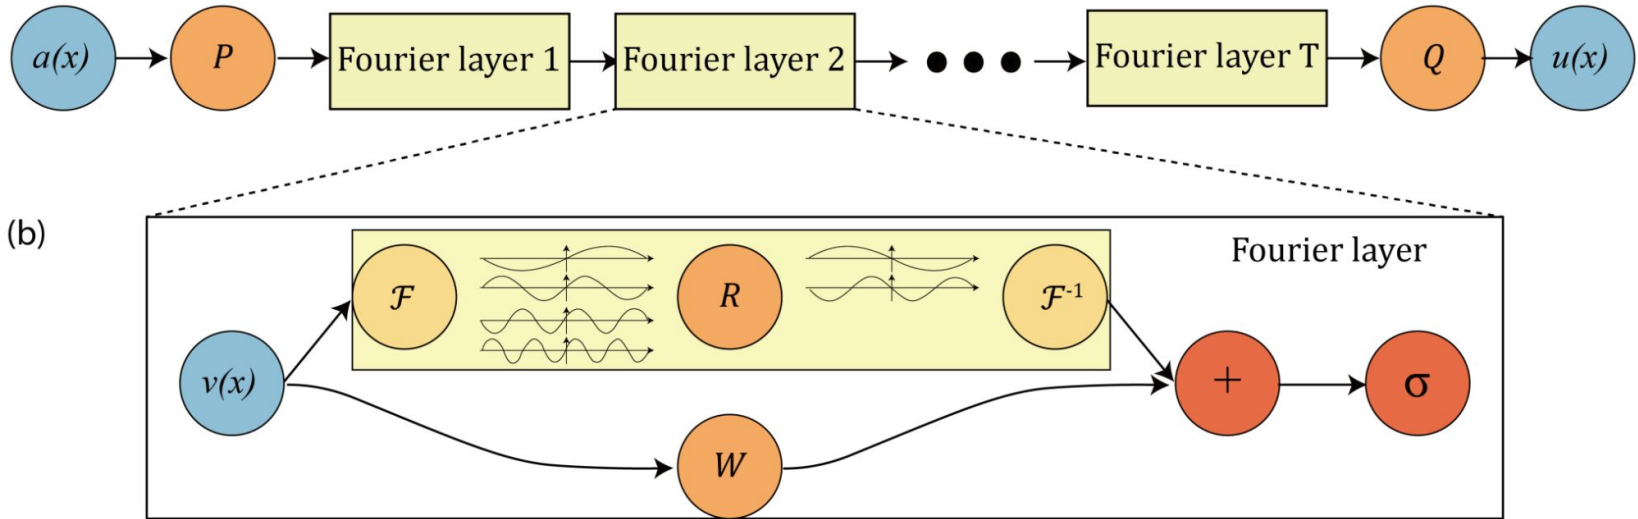 a(x) P Fourier layer 1 Fourier layer 2 Fourier layer T Q u(x)
(b)
Fourier layer
ℱ R ℱ⁻¹
v(x) + σ
W